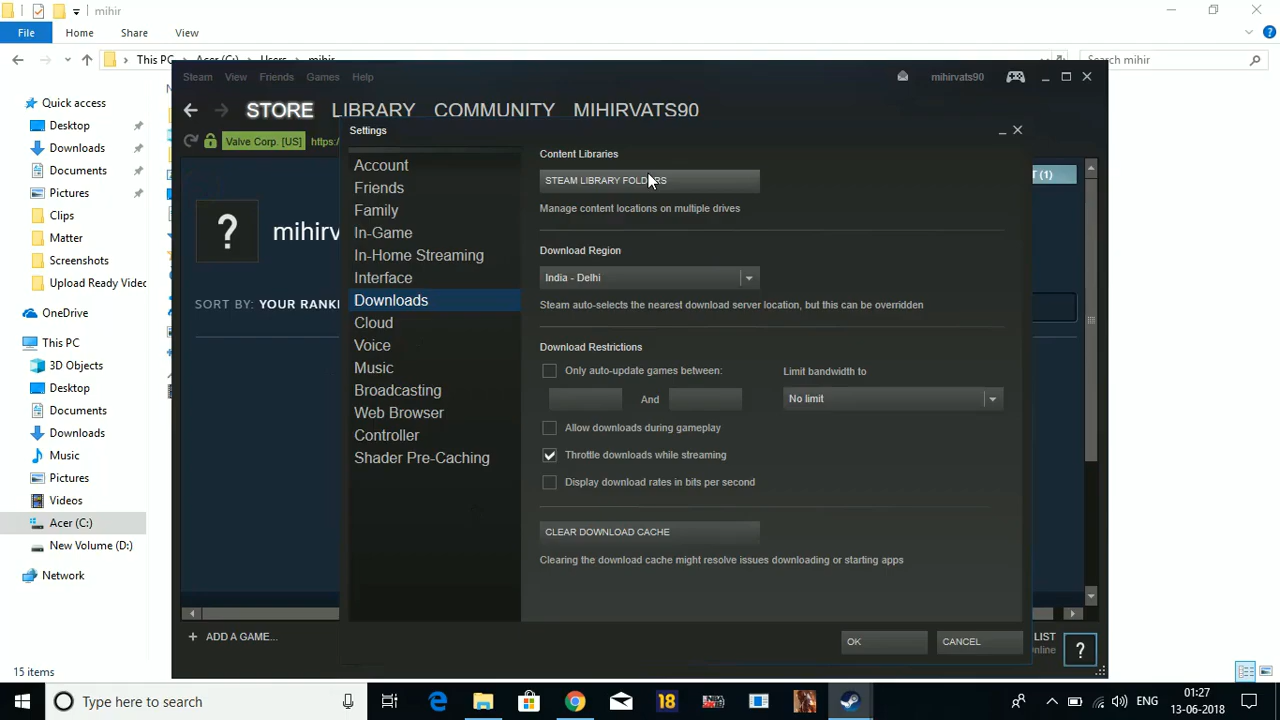 mihir
File Home Share View
This PC Acer (C:) Users mihir
Search mihir
Quick access
Desktop
Downloads
Documents
Pictures
Clips
Matter
Screenshots
Upload Ready Video
OneDrive
This PC
3D Objects
Desktop
Documents
Downloads
Music
Pictures
Videos
Acer (C:)
New Volume (D:)
Network
15 items
Steam View Friends Games Help
mihirvats90
STORE LIBRARY COMMUNITY MIHIRVATS90
Valve Corp. [US] https:/
T (1)
? mihirv
SORT BY: YOUR RANKI
+ ADD A GAME...
LIST
nline
?
Settings
Account
Friends
Family
In-Game
In-Home Streaming
Interface
Downloads
Cloud
Voice
Music
Broadcasting
Web Browser
Controller
Shader Pre-Caching
Content Libraries
STEAM LIBRARY FOLDERS
Manage content locations on multiple drives
Download Region
India - Delhi
Steam auto-selects the nearest download server location, but this can be overridden
Download Restrictions
Only auto-update games between:
And
Limit bandwidth to
No limit
Allow downloads during gameplay
Throttle downloads while streaming
Display download rates in bits per second
CLEAR DOWNLOAD CACHE
Clearing the download cache might resolve issues downloading or starting apps
OK CANCEL
Type here to search
18
ENG
01:27
13-06-2018